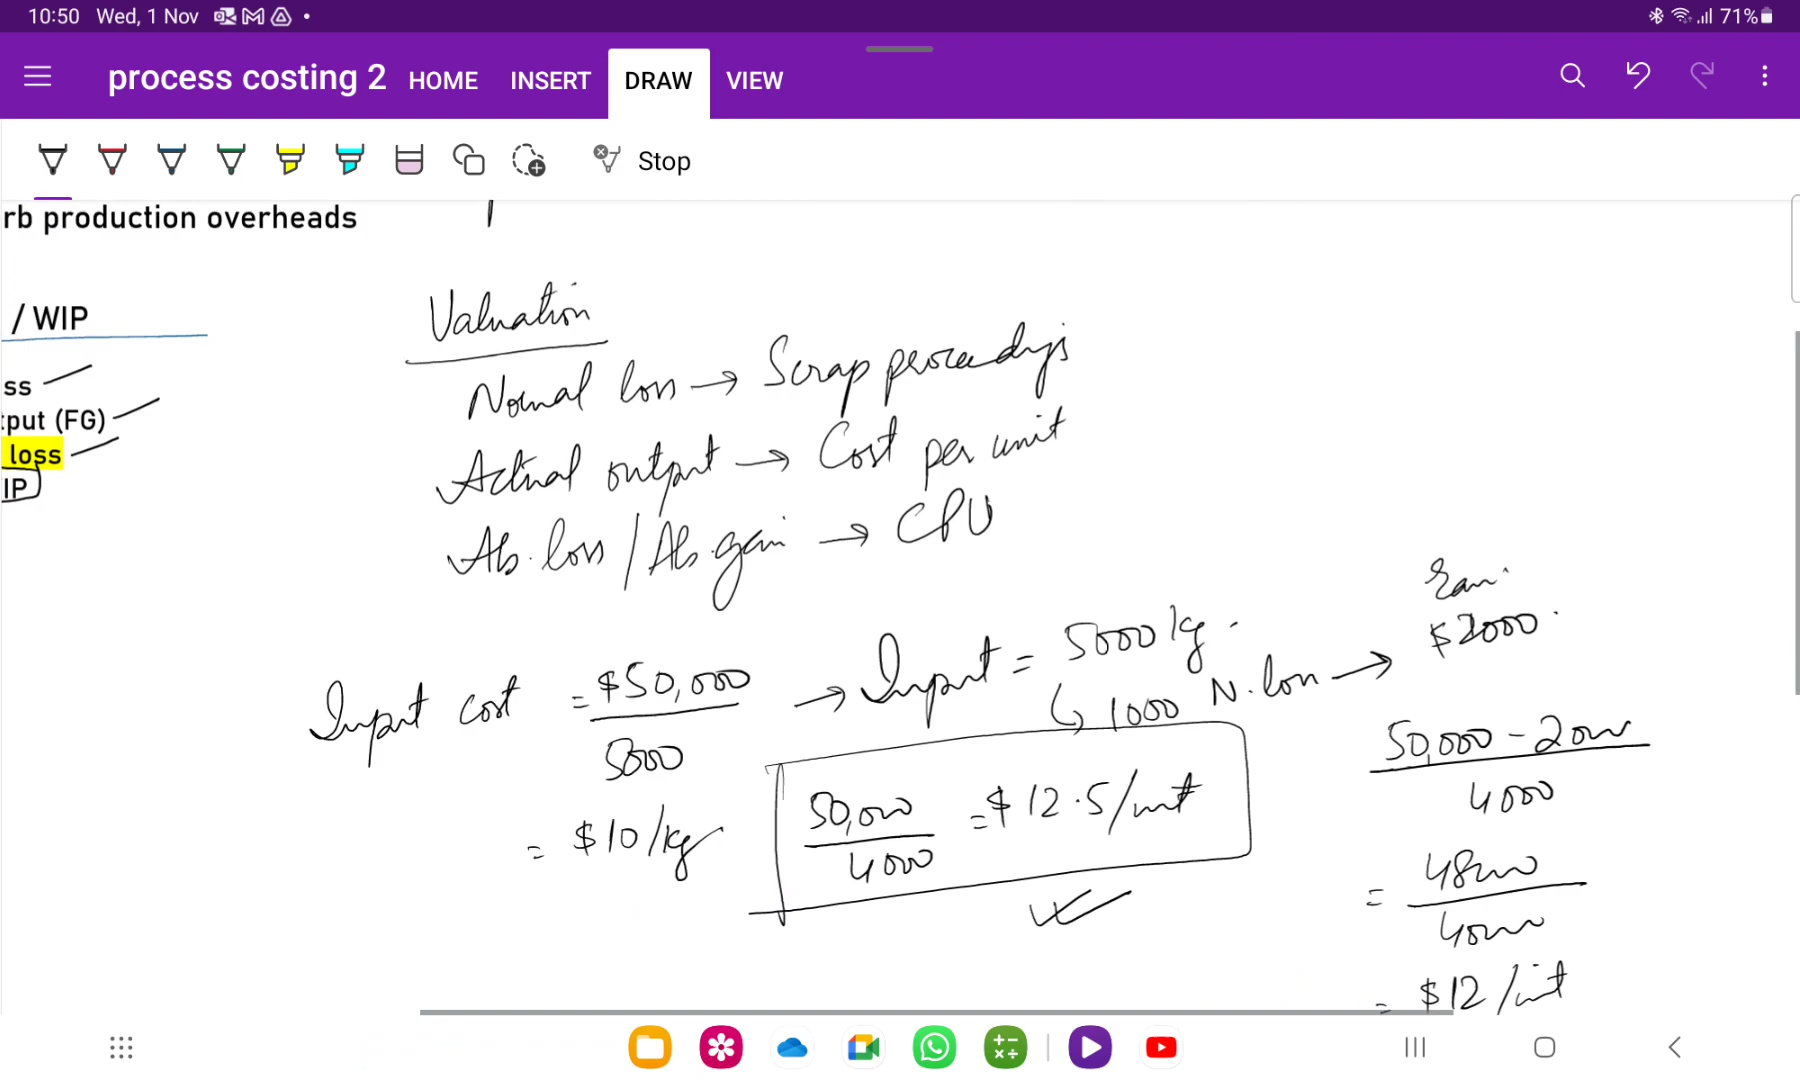 10:50 Wed, 1 Nov 71%
process costing 2 HOME INSERT DRAW VIEW
Stop
rb production overheads
/ WIP
ss
tput (FG)
loss
IP
Valuation
Normal loss → Scrap proceedings
Actual output → Cost per unit
Ab. loss / Ab. gain → CPU
Input cost = $50,000
5000
= $10/kg
→ Input = 5000 kg.
↳ 1000 N. loss →
$2000.
50,000
4000
= $12.5/unit
50,000 - 2000
4000
= 48000
4000
= $12/unit